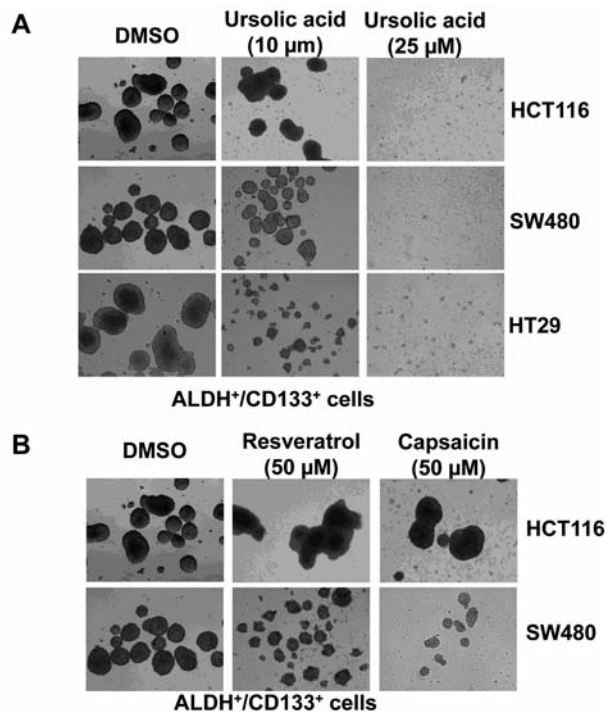 A
DMSO
Ursolic acid
(10 µm)
Ursolic acid
(25 µM)
HCT116
SW480
HT29
ALDH⁺/CD133⁺ cells
B
DMSO
Resveratrol
(50 µM)
Capsaicin
(50 µM)
HCT116
SW480
ALDH⁺/CD133⁺ cells